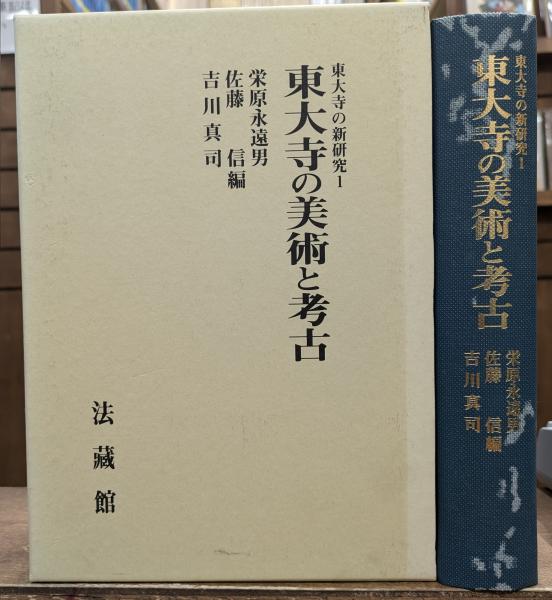 東大寺の新研究1
東大寺の美術と考古
栄原永遠男
佐藤 信編
吉川真司
法藏館
東大寺の新研究1
東大寺の美術と考古
栄原永遠男
佐藤 信編
吉川真司